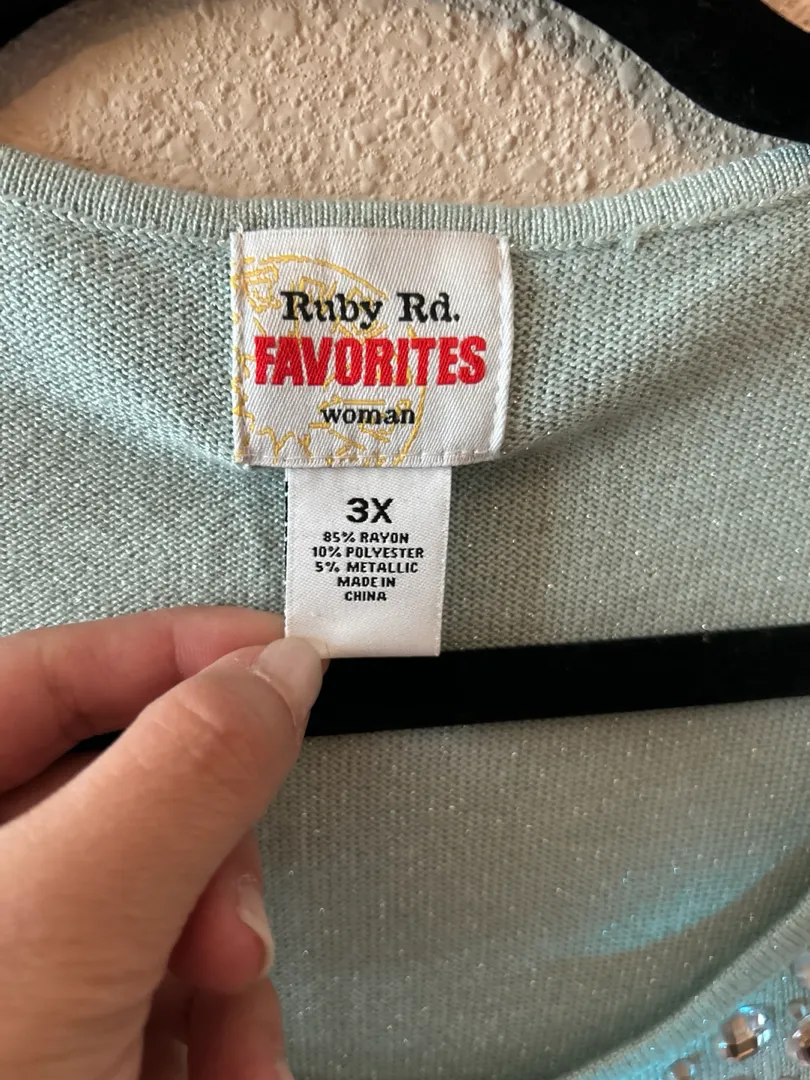 Ruby Rd.
FAVORITES
woman
3X
85% RAYON
10% POLYESTER
5% METALLIC
MADE IN
CHINA